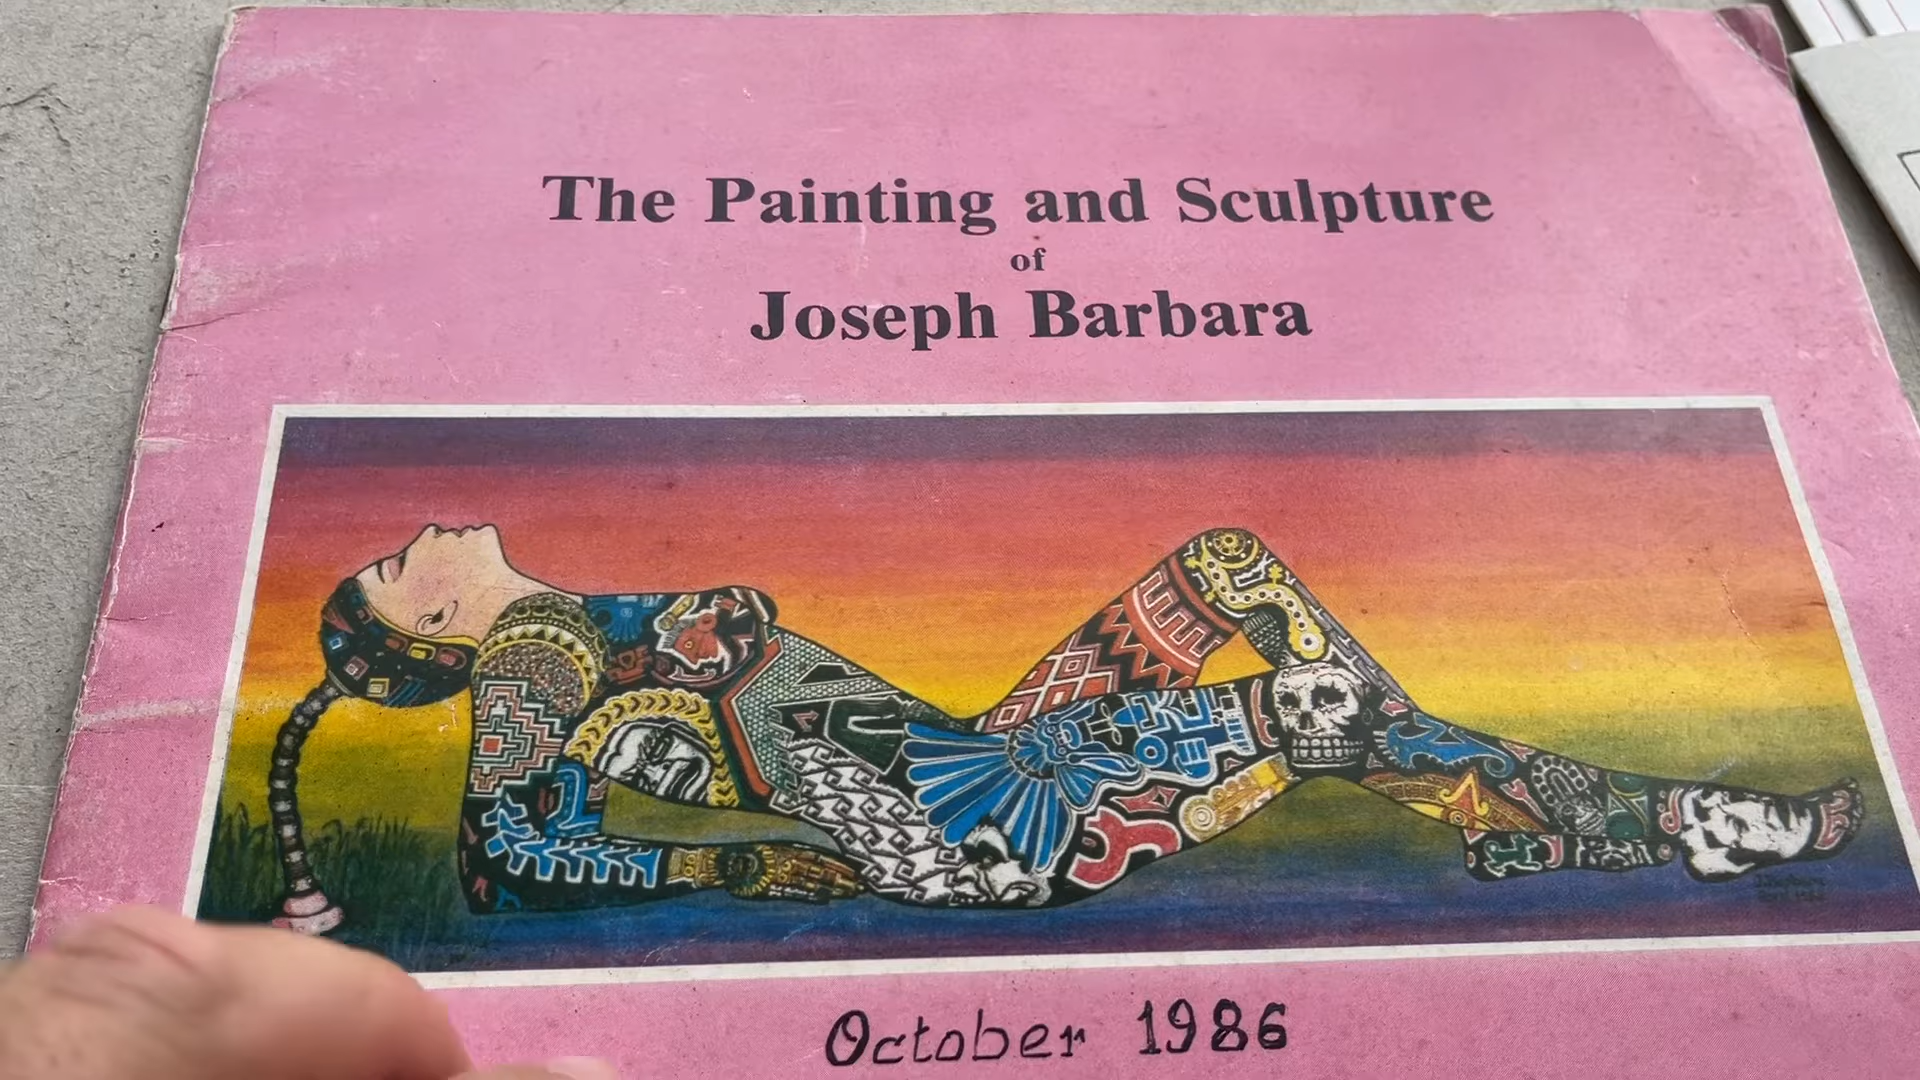 The Painting and Sculpture
of
Joseph Barbara
October 1986